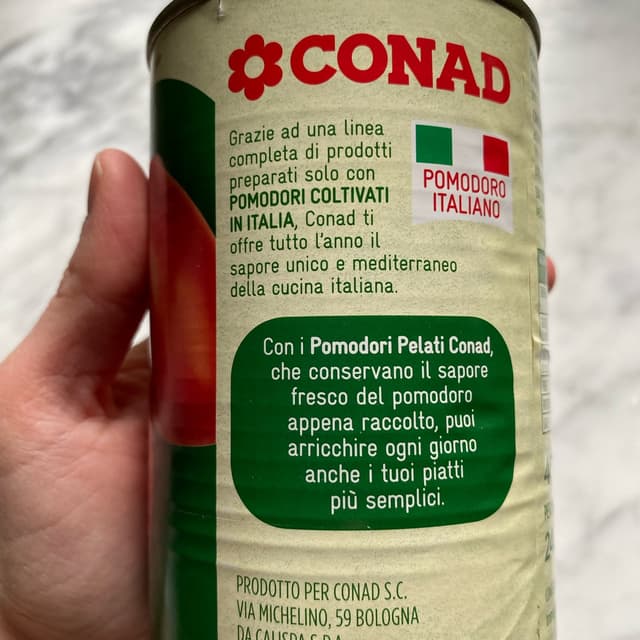 CONAD
Grazie ad una linea
completa di prodotti
preparati solo con
POMODORI COLTIVATI
IN ITALIA, Conad ti
offre tutto l'anno il
sapore unico e mediterraneo
della cucina italiana.
POMODORO
ITALIANO
Con i Pomodori Pelati Conad,
che conservano il sapore
fresco del pomodoro
appena raccolto, puoi
arricchire ogni giorno
anche i tuoi piatti
più semplici.
PRODOTTO PER CONAD S.C.
VIA MICHELINO, 59 BOLOGNA
DA CALISPA S.P.A.